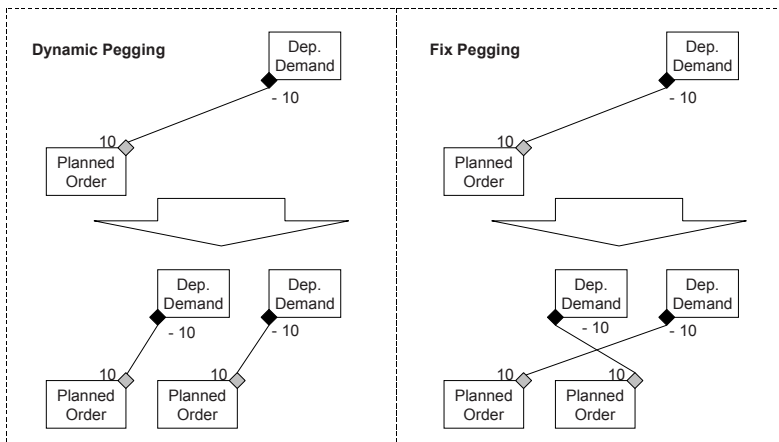 Dynamic Pegging
Dep.
Demand
- 10
10
Planned
Order
Dep.
Demand
- 10
10
Planned
Order
Dep.
Demand
- 10
10
Planned
Order
Fix Pegging
Dep.
Demand
- 10
10
Planned
Order
Dep.
Demand
- 10
10
Planned
Order
Dep.
Demand
- 10
10
Planned
Order